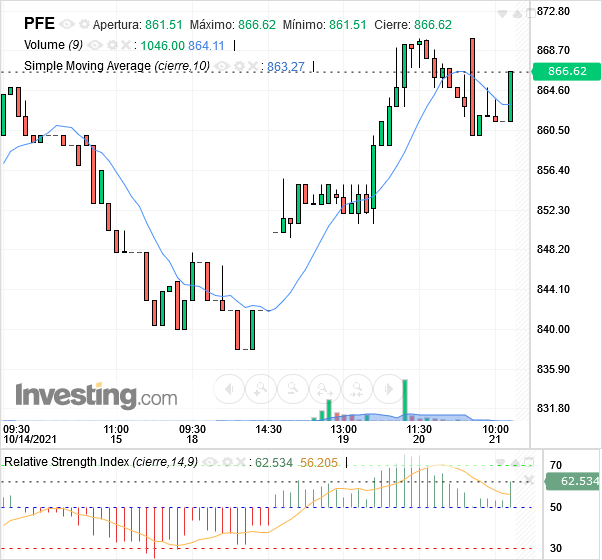 PFE Apertura: 861.51 Máximo: 866.62 Mínimo: 861.51 Cierre: 866.62
Volume (9) : 1046.00 864.11
Simple Moving Average (cierre,10) : 863.27
872.80
868.70
866.62
864.60
860.50
856.40
852.30
848.20
844.10
840.00
835.90
831.80
Investing.com
09:30 11:00 09:30 14:30 13:00 11:30 10:00
10/14/2021 15 18 19 20 21
Relative Strength Index (cierre,14,9) : 62.534 56.205
70
62.534
50
30